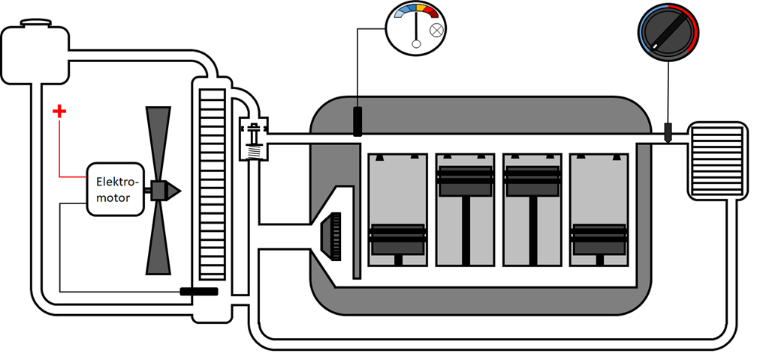 +
Elektro-
motor